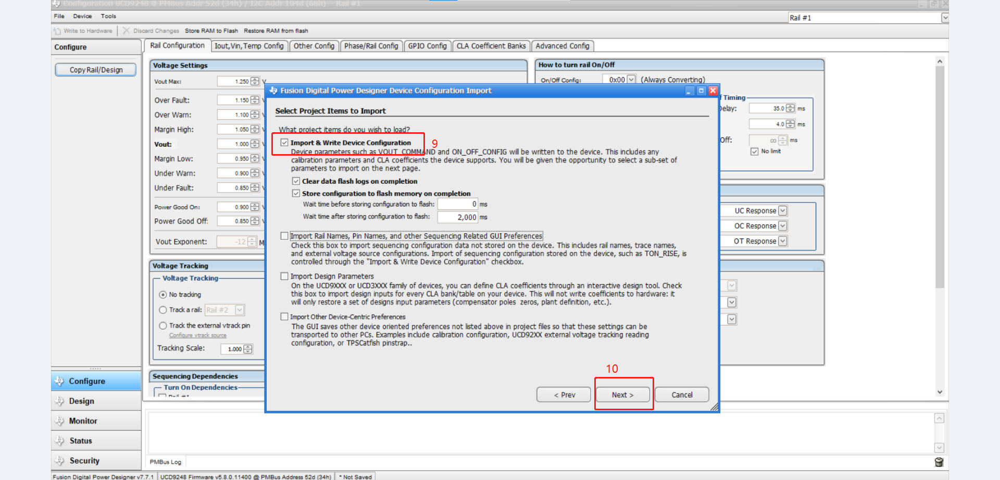 Configuration UCD9248 @ PMBus Addr 52d (34h) / I2C Addr 104d (68h) - Rail #1
File Device Tools
Rail #1
Write to Hardware Discard Changes Store RAM to Flash Restore RAM from flash
Configure
Copy Rail/Design
Rail Configuration Iout,Vin,Temp Config Other Config Phase/Rail Config GPIO Config CLA Coefficient Banks Advanced Config
Voltage Settings
Vout Max: 1.250 V
Over Fault: 1.150
Over Warn: 1.100
Margin High: 1.050
Vout: 1.000
Margin Low: 0.950
Under Warn: 0.900
Under Fault: 0.850
Power Good On: 0.900
Power Good Off: 0.850
Vout Exponent: -12 M
Voltage Tracking
Voltage Tracking
No tracking
Track a rail: Rail #2
Track the external vtrack pin
Configure vtrack source
Tracking Scale: 1.000
Sequencing Dependencies
Turn On Dependencies
Rail #1
How to turn rail On/Off
On/Off Config: 0x00 (Always Converting)
Timing
elay: 35.0 ms
4.0 ms
Off: ∞ ms
No limit
UC Response
OC Response
OT Response
Fusion Digital Power Designer Device Configuration Import
Select Project Items to Import
What project items do you wish to load?
Import & Write Device Configuration
9
Device parameters such as VOUT_COMMAND and ON_OFF_CONFIG will be written to the device. This includes any
calibration parameters and CLA coefficients the device supports. You will be given the opportunity to select a sub-set of
parameters to import on the next page.
Clear data flash logs on completion
Store configuration to flash memory on completion
Wait time before storing configuration to flash: 0 ms
Wait time after storing configuration to flash: 2,000 ms
Import Rail Names, Pin Names, and other Sequencing Related GUI Preferences
Check this box to import sequencing configuration data not stored on the device. This includes rail names, trace names,
and external voltage source configurations. Import of sequencing configuration stored on the device, such as TON_RISE, is
controlled through the "Import & Write Device Configuration" checkbox.
Import Design Parameters
On the UCD9XXX or UCD3XXX family of devices, you can define CLA coefficients through an interactive design tool. Check
this box to import design inputs for every CLA bank/table on your device. This will not write coefficients to hardware: it
will only restore a set of designs input parameters (compensator poles zeros, plant definition, etc.).
Import Other Device-Centric Preferences
The GUI saves other device oriented preferences not listed above in project files so that these settings can be
transported to other PCs. Examples include calibration configuration, UCD92XX external voltage tracking reading
configuration, or TPSCatfish pinstrap..
10
< Prev Next > Cancel
Configure
Design
Monitor
Status
Security
PMBus Log
Fusion Digital Power Designer v7.7.1 UCD9248 Firmware v5.8.0.11400 @ PMBus Address 52d (34h) * Not Saved